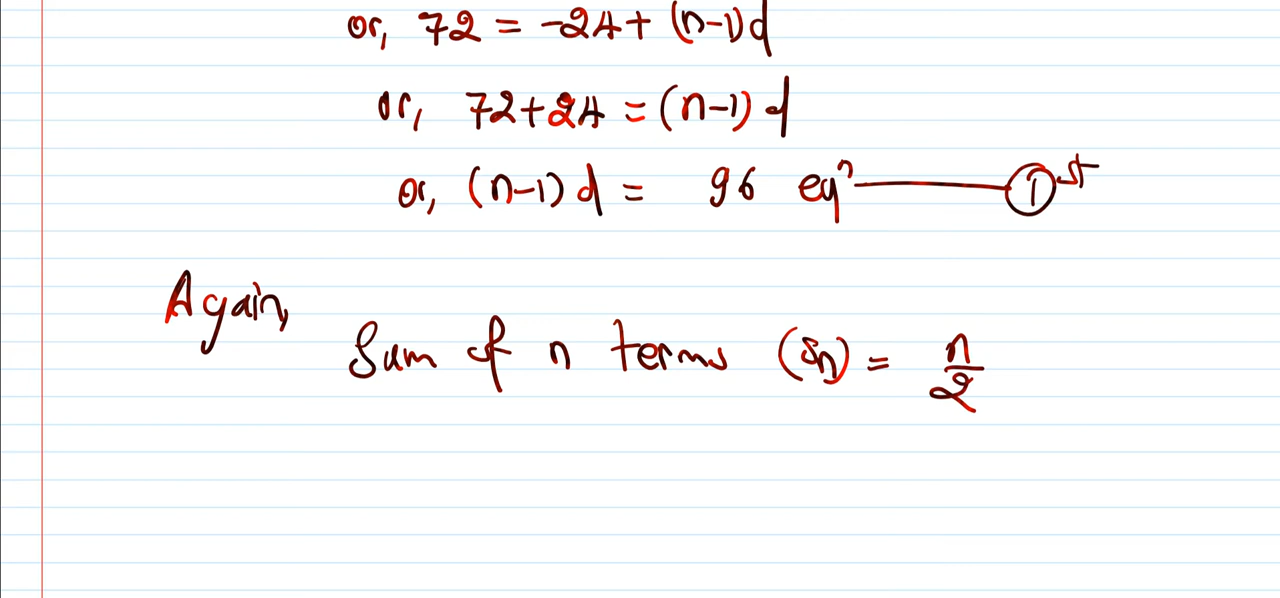 or, 72 = -24 + (n-1)d
or, 72+24 = (n-1) d
or, (n-1) d = 96 eqⁿ ——— ①st
Again,
Sum of n terms (Sn) = n/2